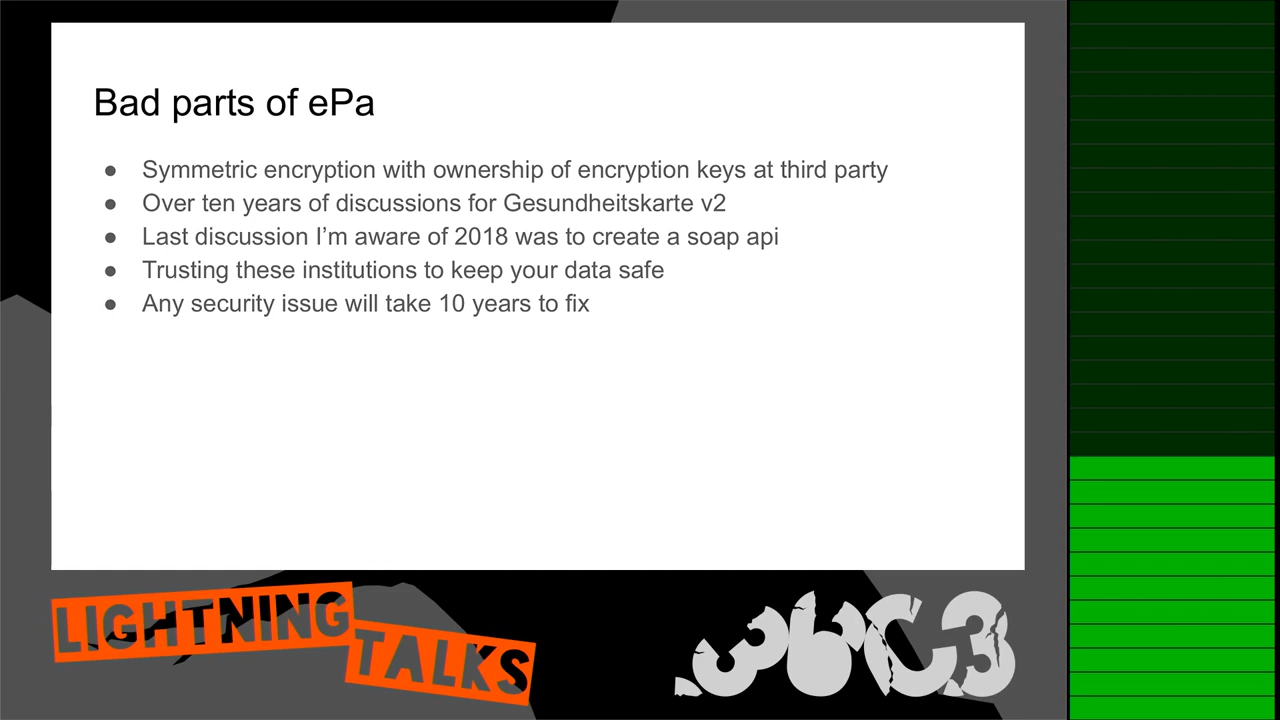 Bad parts of ePa
● Symmetric encryption with ownership of encryption keys at third party
● Over ten years of discussions for Gesundheitskarte v2
● Last discussion I’m aware of 2018 was to create a soap api
● Trusting these institutions to keep your data safe
● Any security issue will take 10 years to fix
LIGHTNING
TALKS
36C3